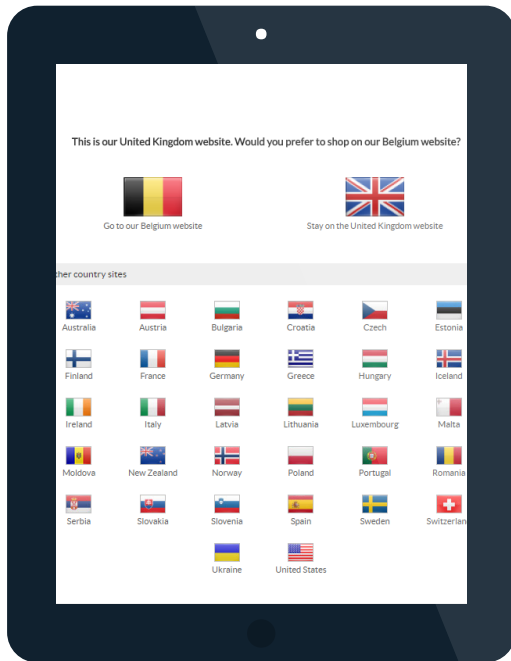 This is our United Kingdom website. Would you prefer to shop on our Belgium website?
Go to our Belgium website Stay on the United Kingdom website
ther country sites
Australia Austria Bulgaria Croatia Czech Estonia
Finland France Germany Greece Hungary Iceland
Ireland Italy Latvia Lithuania Luxembourg Malta
Moldova New Zealand Norway Poland Portugal Romania
Serbia Slovakia Slovenia Spain Sweden Switzerlan
Ukraine United States